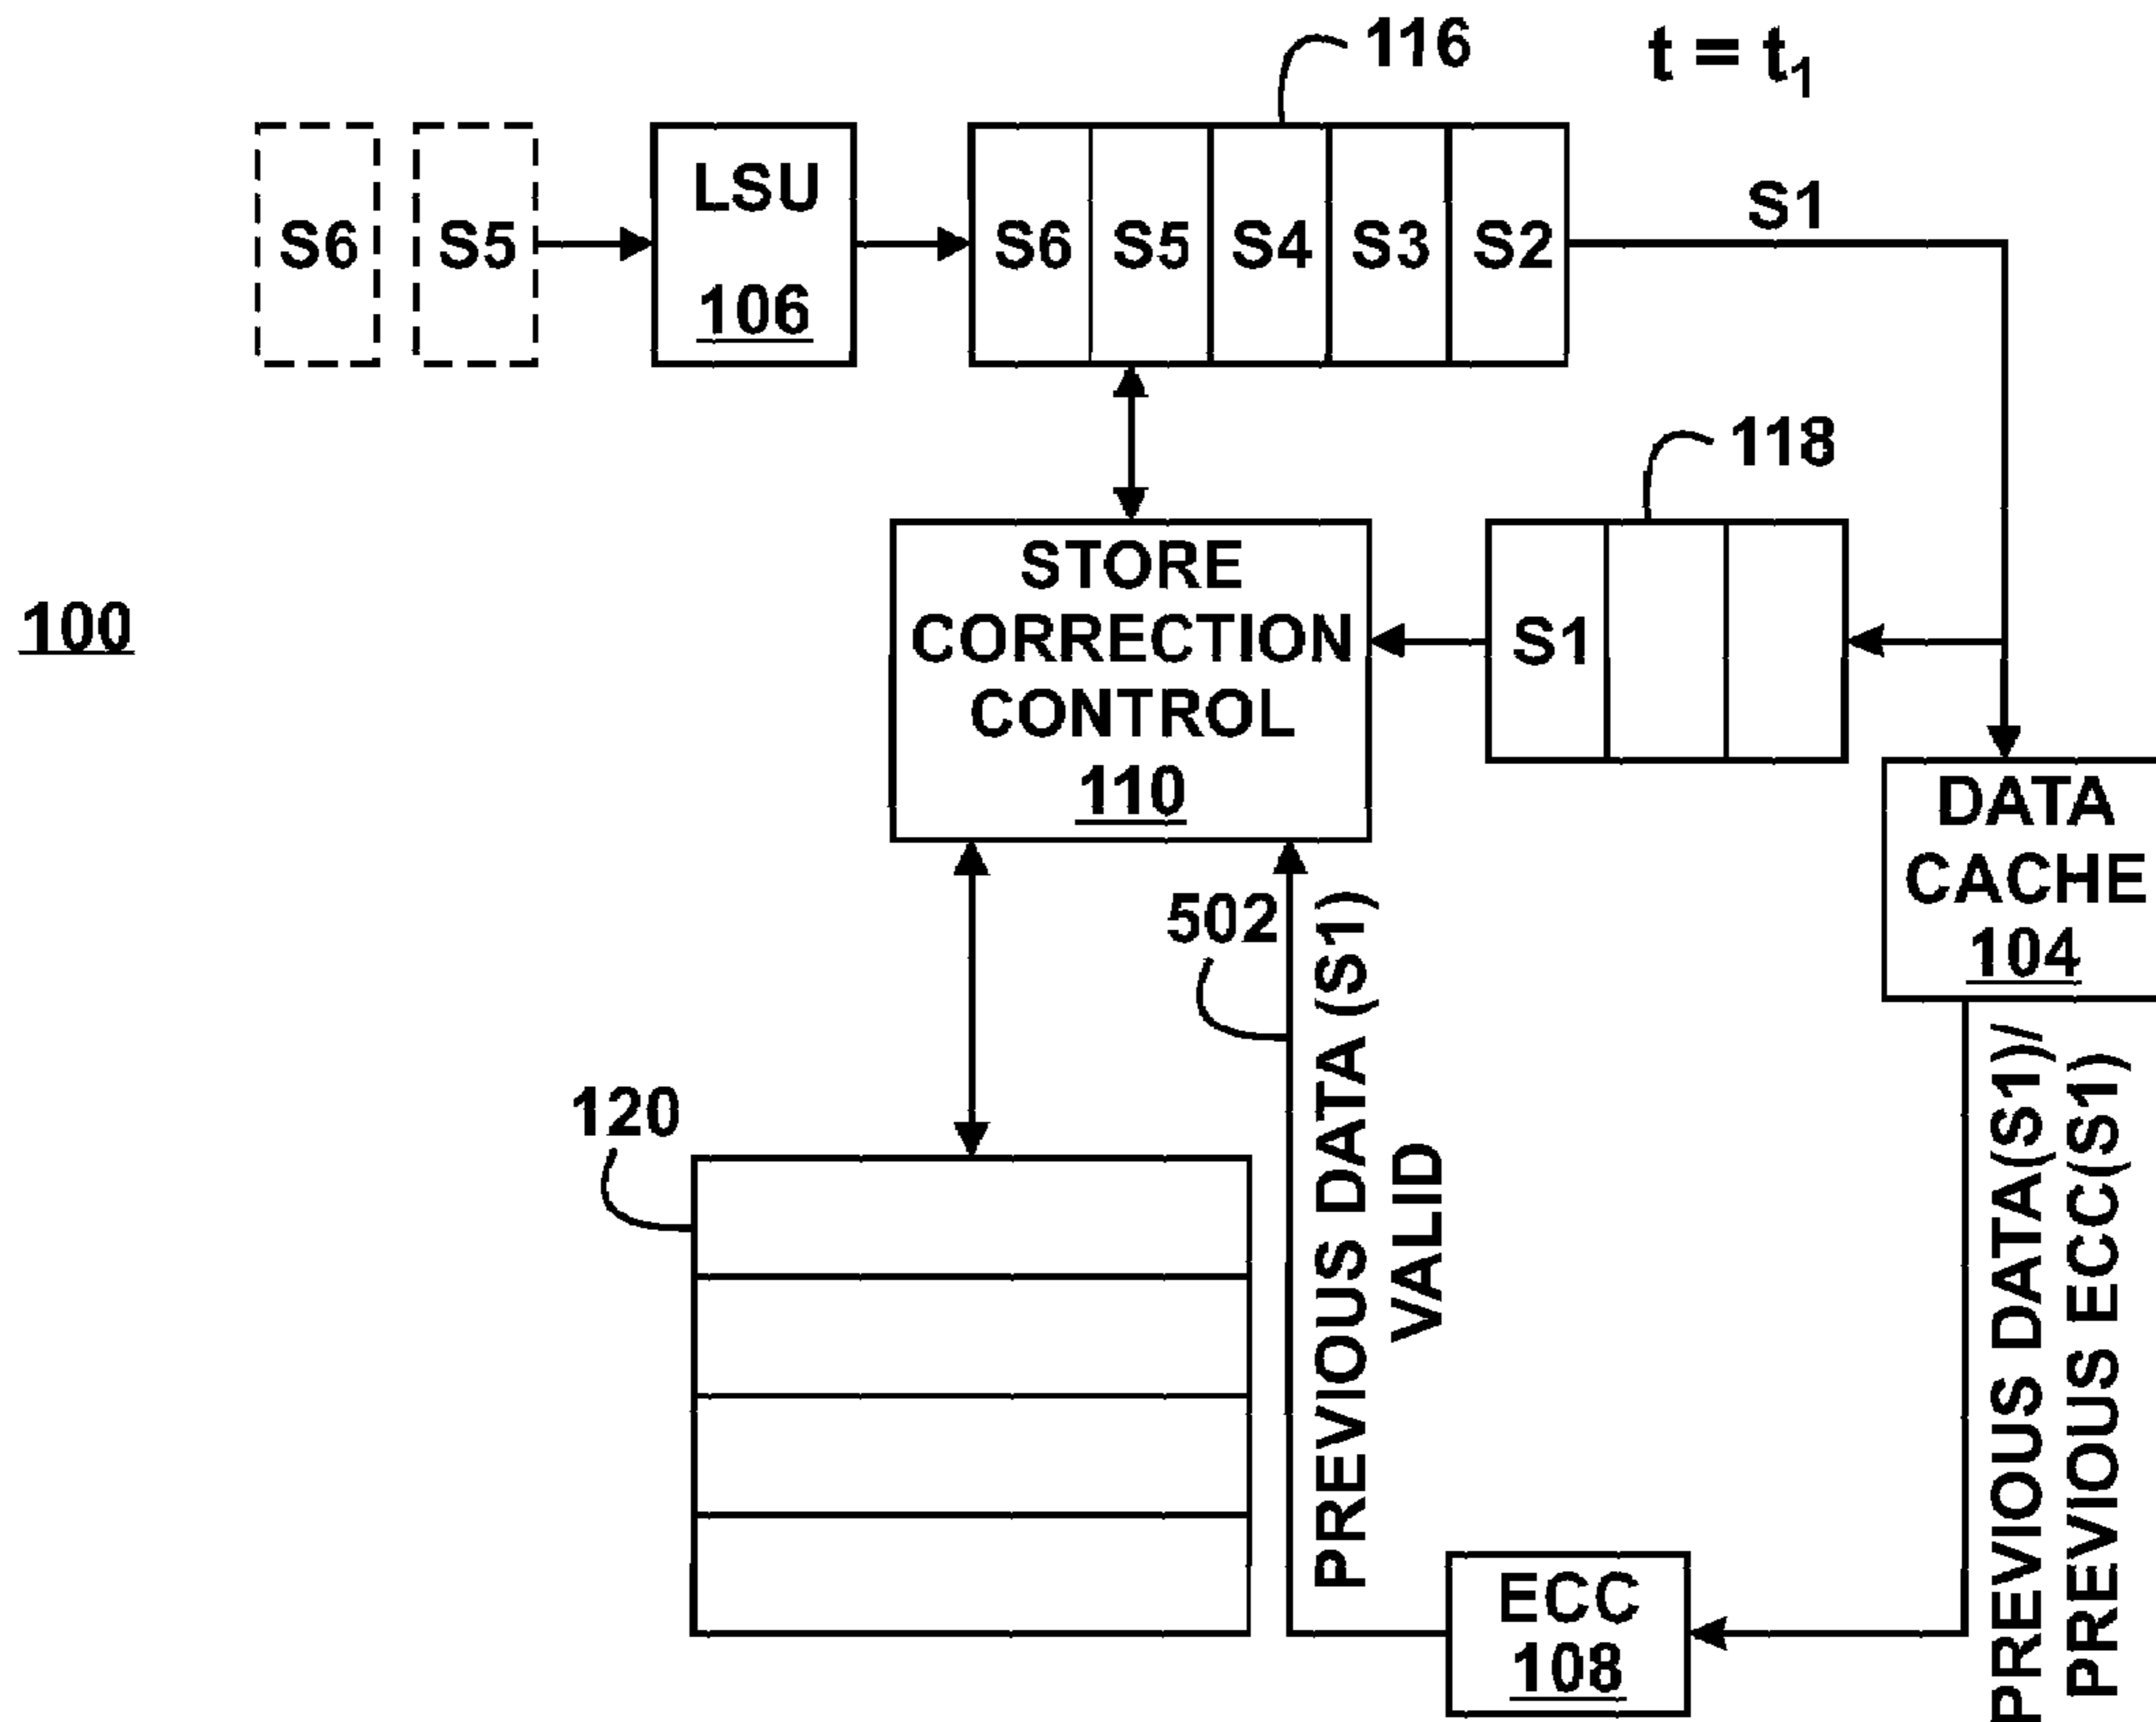 116
t = t1
S6
S5
LSU
106
S6 S5 S4 S3 S2
S1
118
100
STORE
CORRECTION
CONTROL
110
S1
DATA
CACHE
104
502
PREVIOUS DATA (S1)
VALID
120
PREVIOUS DATA(S1)/
PREVIOUS ECC(S1)
ECC
108